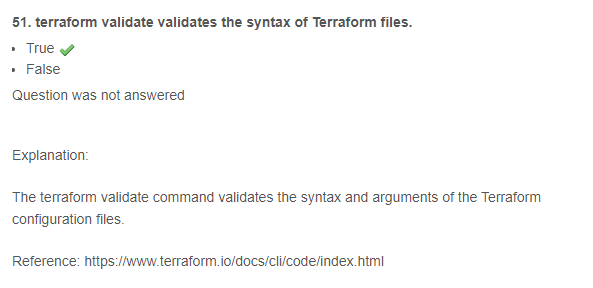 51. terraform validate validates the syntax of Terraform files.
• True
• False
Question was not answered
Explanation:
The terraform validate command validates the syntax and arguments of the Terraform
configuration files.
Reference: https://www.terraform.io/docs/cli/code/index.html